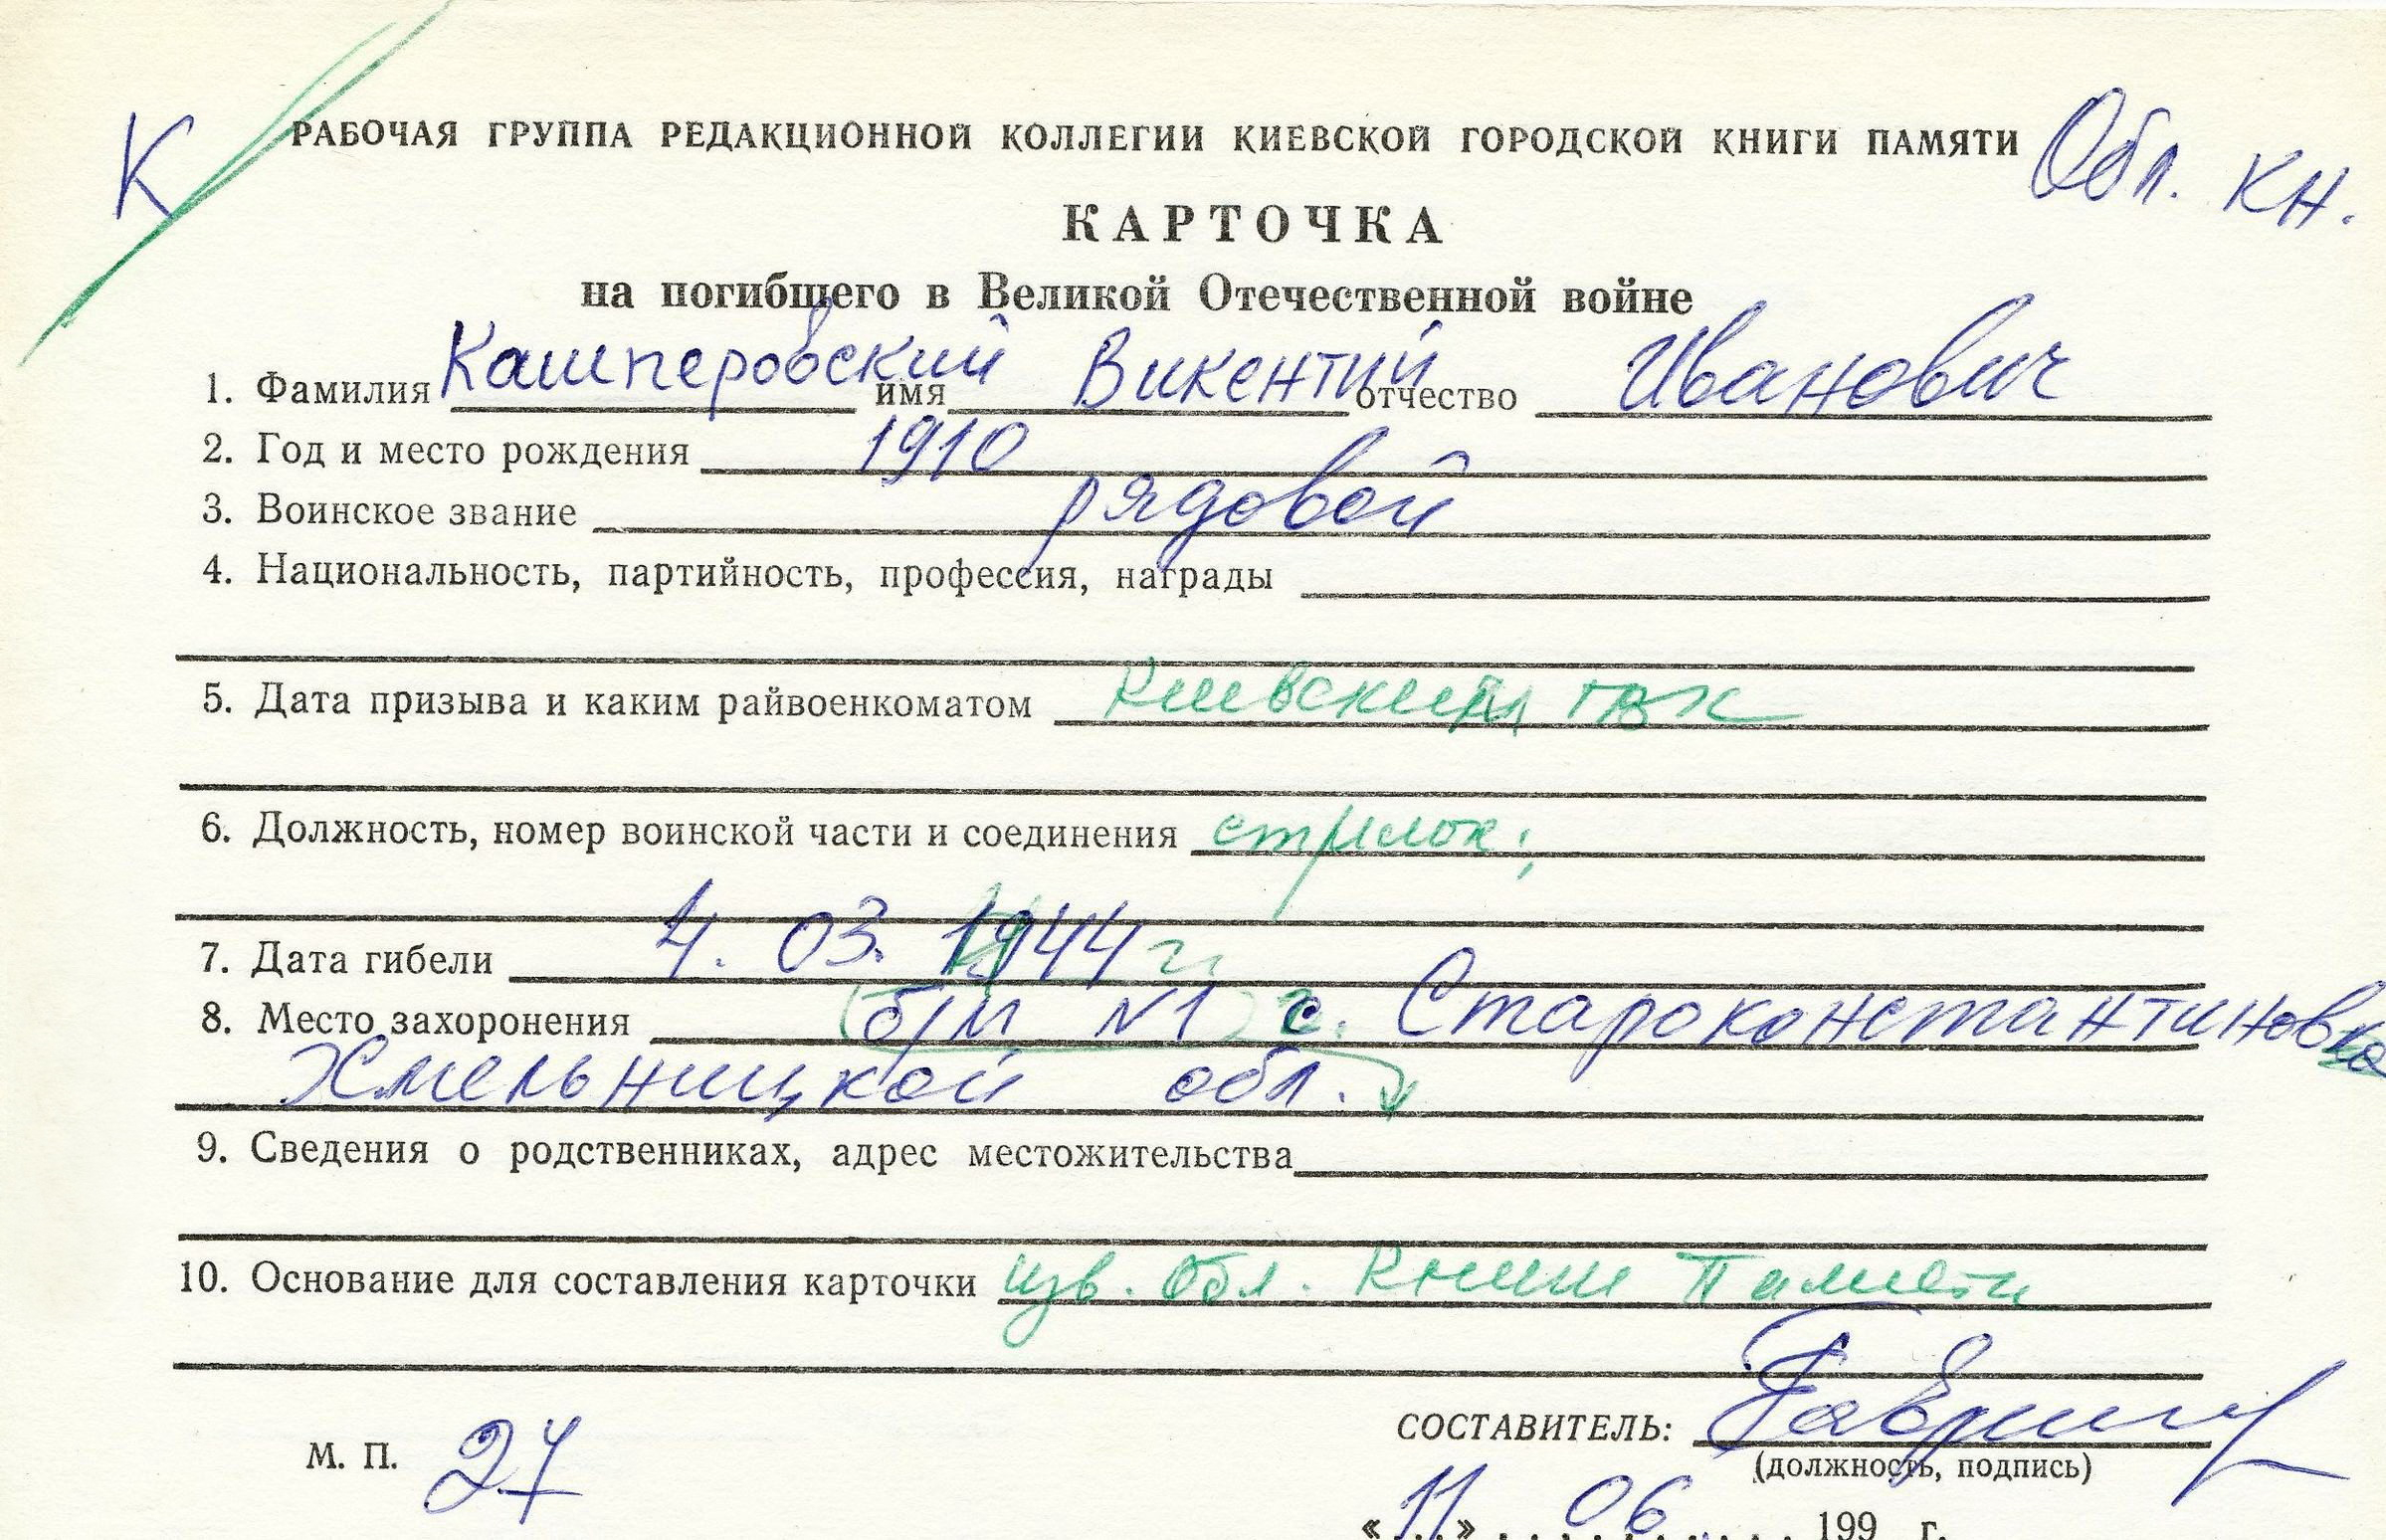 К РАБОЧАЯ ГРУППА РЕДАКЦИОННОЙ КОЛЛЕГИИ КИЕВСКОЙ ГОРОДСКОЙ КНИГИ ПАМЯТИ Обл. кн.
КАРТОЧКА
на погибшего в Великой Отечественной войне
1. Фамилия Кашперовский имя Викентий отчество Иванович
2. Год и место рождения 1910
3. Воинское звание рядовой
4. Национальность, партийность, профессия, награды
5. Дата призыва и каким райвоенкоматом Киевским ГВК
6. Должность, номер воинской части и соединения стрелок;
7. Дата гибели 4. 03. 1944 г.
8. Место захоронения (б/м N1) с. Староконстантиновка
Хмельницкой обл.
9. Сведения о родственниках, адрес местожительства
10. Основание для составления карточки изв. Обл. Книги Памяти
СОСТАВИТЕЛЬ:
М. П. 27
(должность, подпись)
«11» 06 199 г.